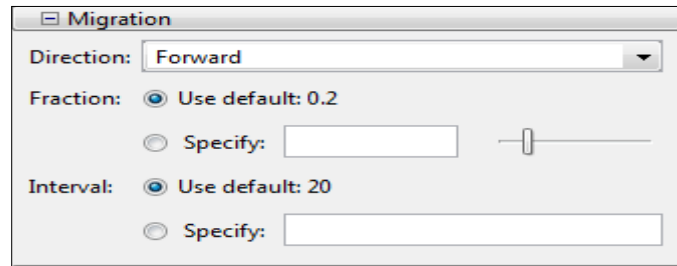 Migration
Direction: Forward
Fraction: Use default: 0.2
Specify:
Interval: Use default: 20
Specify: